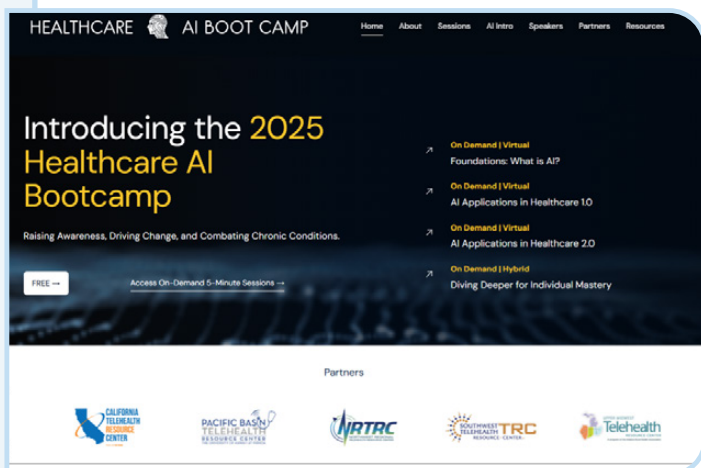 HEALTHCARE AI BOOT CAMP
Home About Sessions AI Intro Speakers Partners Resources
Introducing the 2025
Healthcare AI
Bootcamp
Raising Awareness, Driving Change, and Combating Chronic Conditions.
FREE →
Access On-Demand 5-Minute Sessions →
On Demand | Virtual
Foundations: What is AI?
On Demand | Virtual
AI Applications in Healthcare 1.0
On Demand | Virtual
AI Applications in Healthcare 2.0
On Demand | Hybrid
Diving Deeper for Individual Mastery
Partners
CALIFORNIA
TELEHEALTH
RESOURCE
CENTER
PACIFIC BASIN
TELEHEALTH
RESOURCE CENTER
NRTRC
SOUTHWEST
TELEHEALTH TRC
RESOURCE CENTER
Telehealth